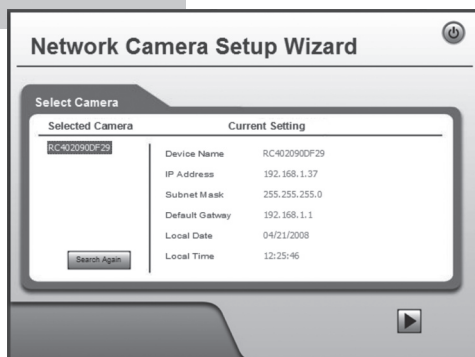 Network Camera Setup Wizard
Select Camera
Selected Camera
Current Setting
RC402090DF29
Device Name RC402090DF29
IP Address 192.168.1.37
Subnet Mask 255.255.255.0
Default Gatway 192.168.1.1
Local Date 04/21/2008
Local Time 12:25:46
Search Again